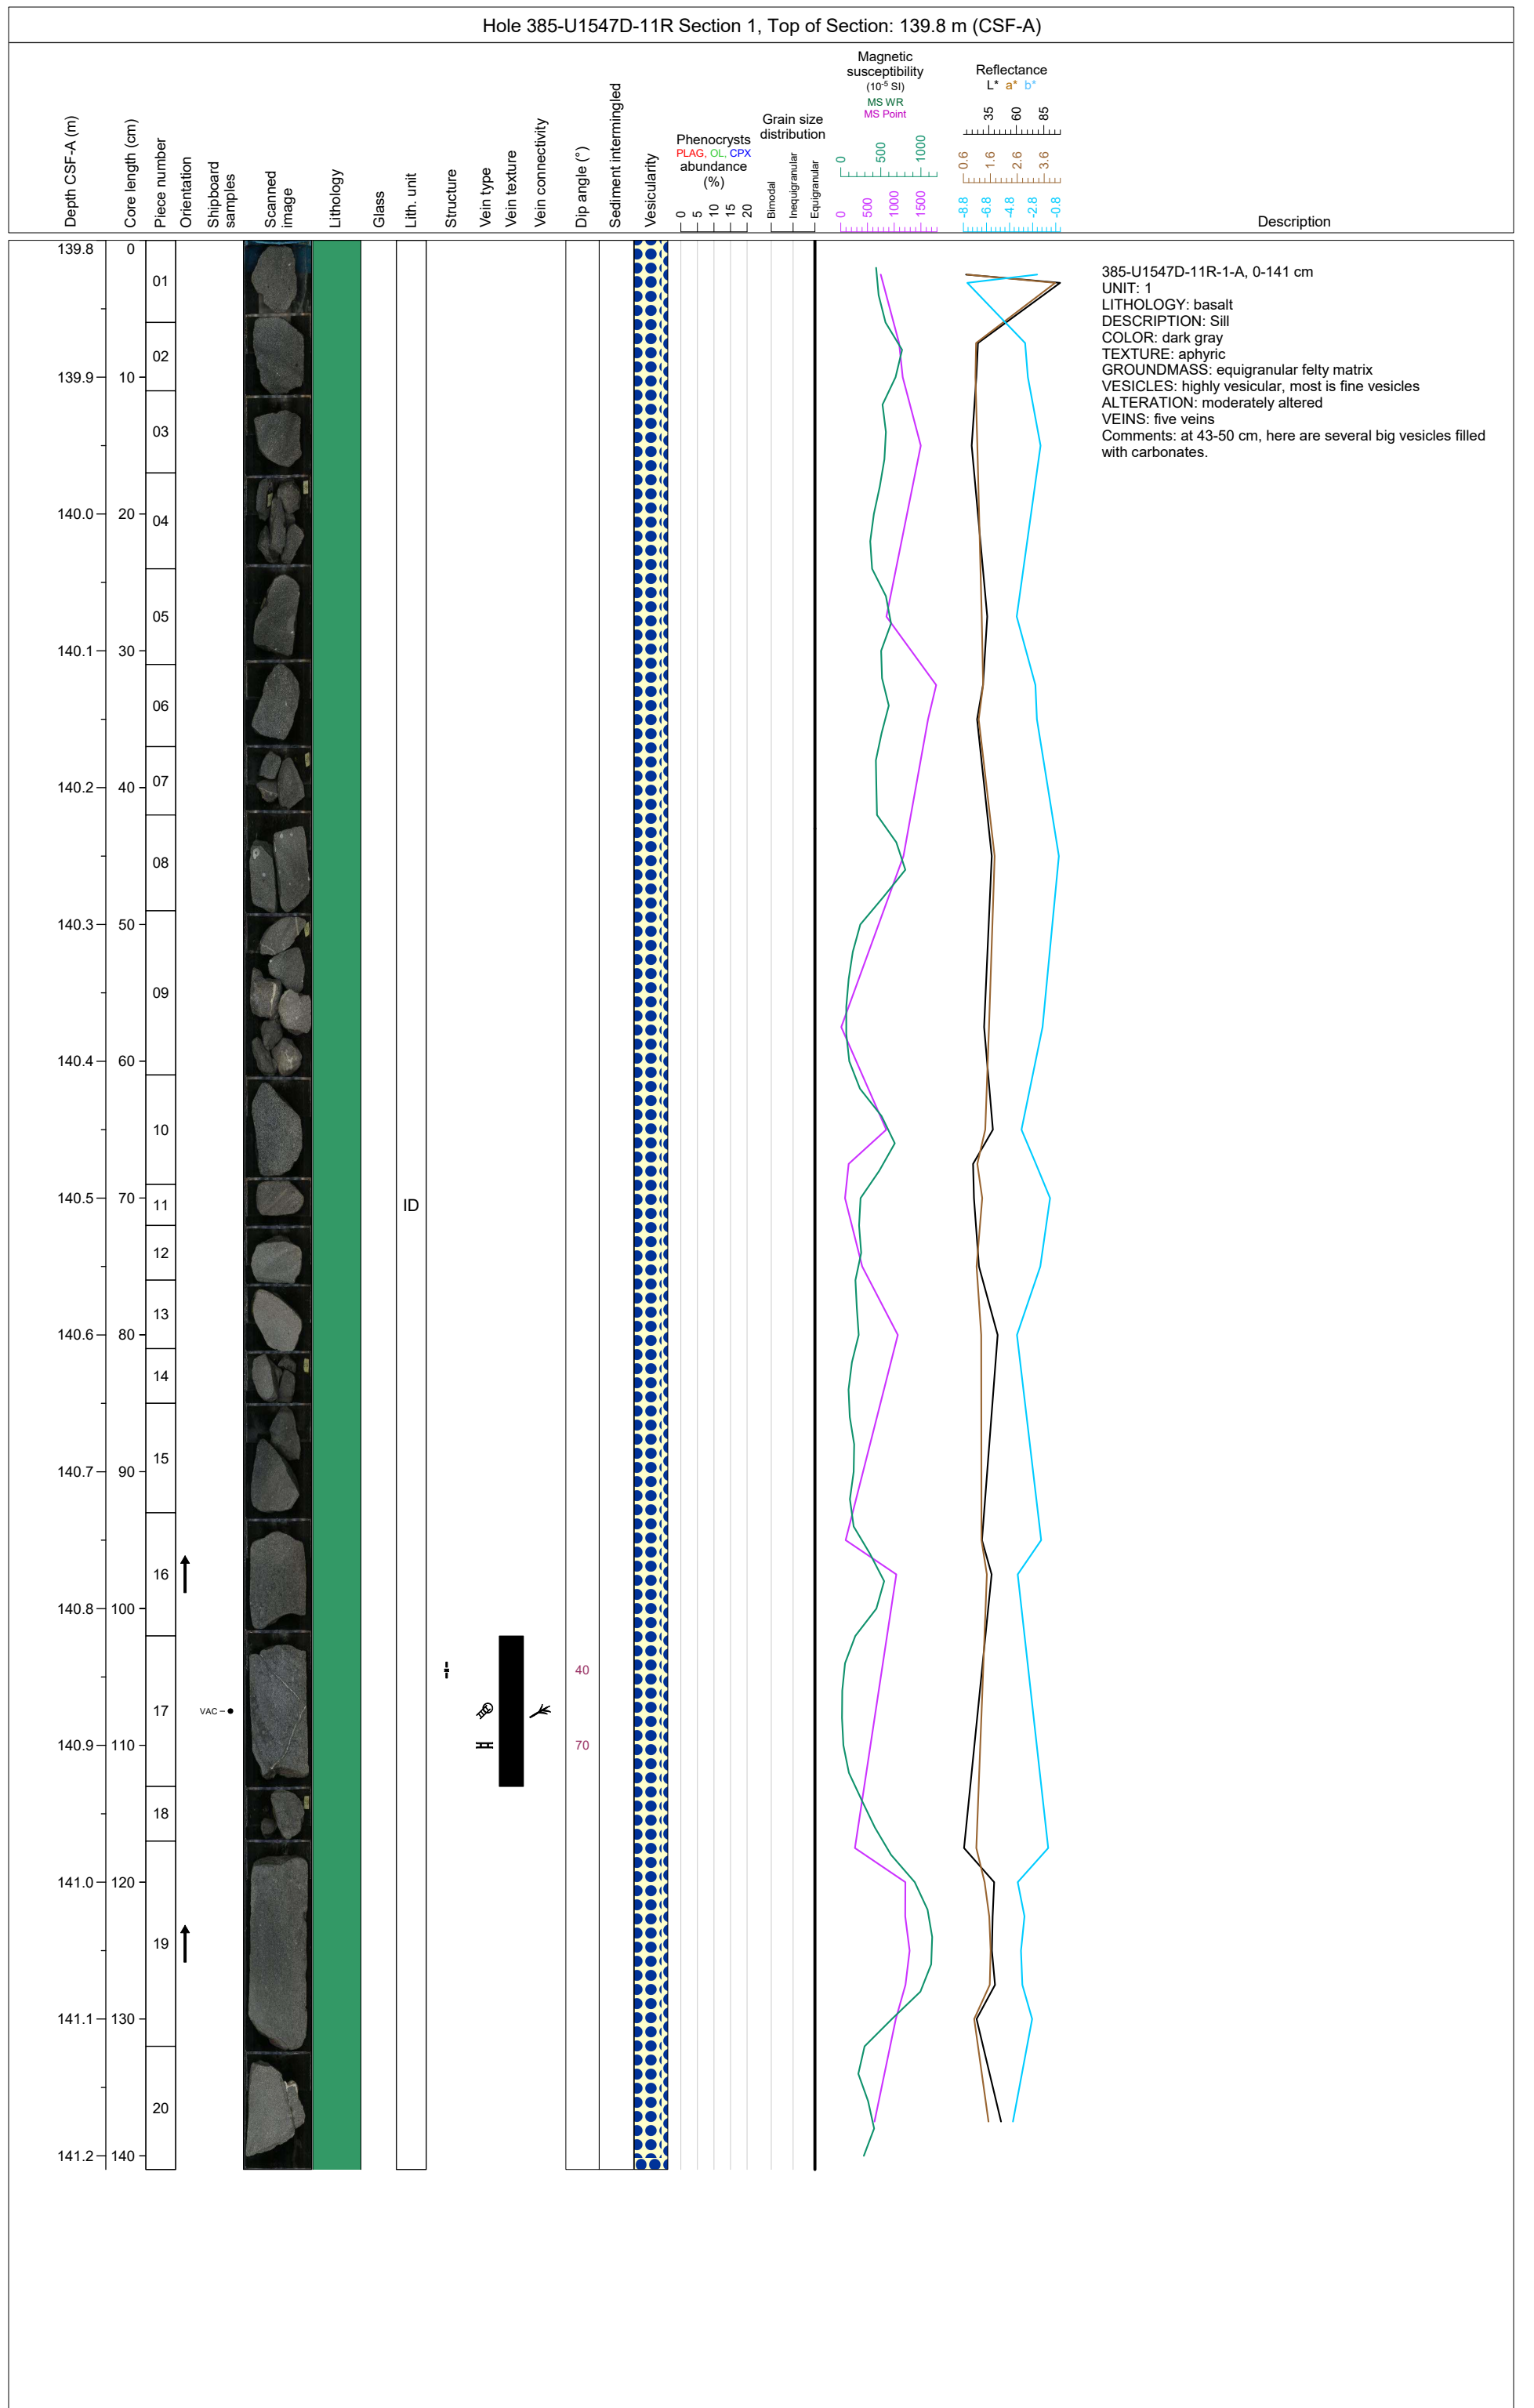 Hole 385-U1547D-11R Section 1, Top of Section: 139.8 m (CSF-A)
Depth CSF-A (m)
Core length (cm)
Piece number
Orientation
Shipboard
samples
Scanned
image
Lithology
Glass
Lith. unit
Structure
Vein type
Vein texture
Vein connectivity
Dip angle (°)
Sediment intermingled
Vesicularity
Phenocrysts
PLAG, OL, CPX
abundance
(%)
0 5 10 15 20
Grain size
distribution
Bimodal
Inequigranular
Equigranular
Magnetic
susceptibility
(10-5 SI)
MS WR
MS Point
0 500 1000
0 500 1000 1500
Reflectance
L* a* b*
35 60 85
0.6 1.6 2.6 3.6
-8.8 -6.8 -4.8 -2.8 -0.8
Description
139.8 0
01
02
139.9 10
03
140.0 20 04
05
140.1 30
06
07
140.2 40
08
140.3 50
09
140.4 60
10
140.5 70 11
ID
12
13
140.6 80
14
15
140.7 90
16
140.8 100
40
17
VAC
140.9 110
70
18
141.0 120
19
141.1 130
20
141.2 140
385-U1547D-11R-1-A, 0-141 cm
UNIT: 1
LITHOLOGY: basalt
DESCRIPTION: Sill
COLOR: dark gray
TEXTURE: aphyric
GROUNDMASS: equigranular felty matrix
VESICLES: highly vesicular, most is fine vesicles
ALTERATION: moderately altered
VEINS: five veins
Comments: at 43-50 cm, here are several big vesicles filled
with carbonates.